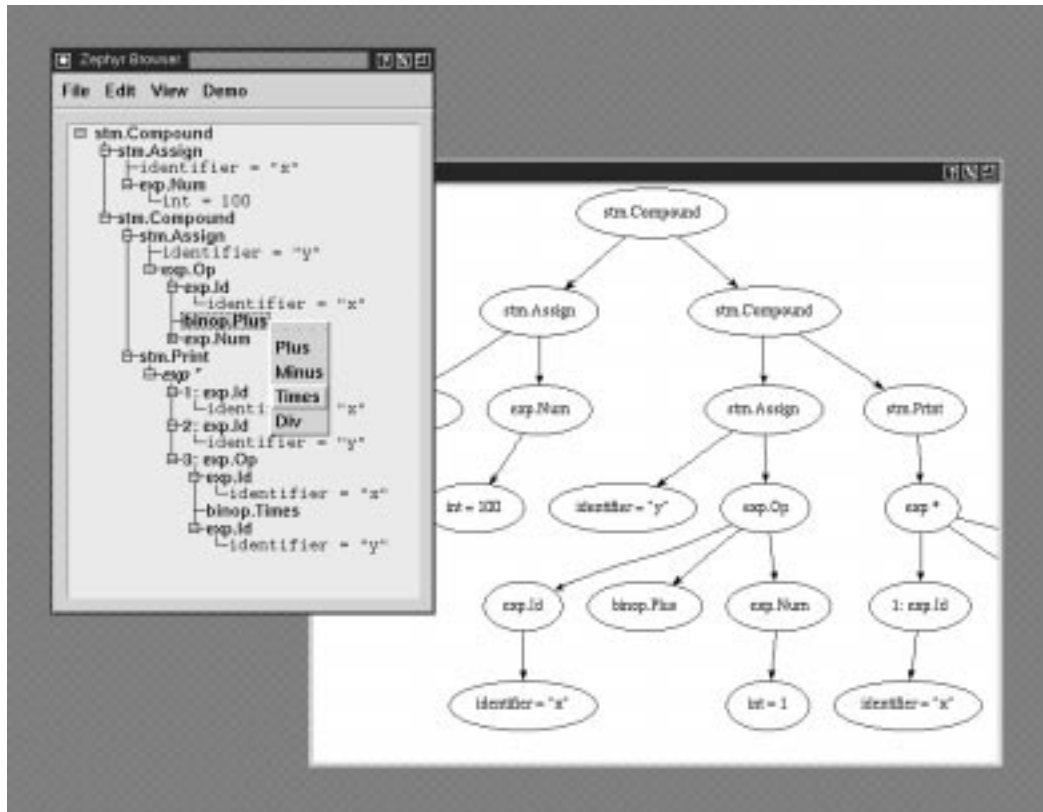 Zephyr Browser
File Edit View Demo
stm.Compound
stm.Assign
identifier = "x"
exp.Num
int = 100
stm.Compound
stm.Assign
identifier = "y"
exp.Op
exp.Id
identifier = "x"
binop.Plus
exp.Num
stm.Print
exp *
1: exp.Id
identifier = "x"
2: exp.Id
identifier = "y"
3: exp.Op
exp.Id
identifier = "x"
binop.Times
exp.Id
identifier = "y"
Plus
Minus
Times
Div
stm.Compound
stm.Assign stm.Compound
exp.Num stm.Assign stm.Print
int = 100 identifier = "y" exp.Op exp *
exp.Id binop.Plus exp.Num 1: exp.Id
identifier = "x" int = 1 identifier = "x"